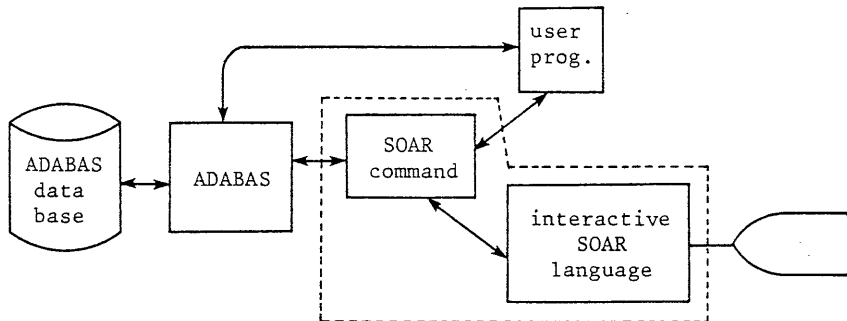 user
prog.
ADABAS
data
base
ADABAS
SOAR
command
interactive
SOAR
language